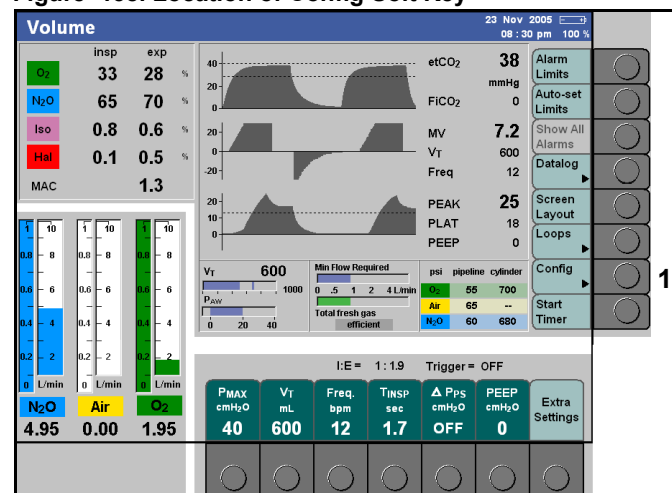 Volume
23 Nov 2005
08 : 30 pm 100 %
insp exp
O2 33 28 %
N2O 65 70 %
Iso 0.8 0.6 %
Hal 0.1 0.5 %
MAC 1.3
40
20
0
etCO2 38
mmHg
FiCO2 0
20
0
-20
MV 7.2
VT 600
Freq 12
20
10
0
PEAK 25
PLAT 18
PEEP 0
Alarm Limits
Auto-set Limits
Show All Alarms
Datalog
Screen Layout
Loops
Config
1
Start Timer
1 10 1 10 1 10
0.8 8 0.8 8 0.8 8
0.6 6 0.6 6 0.6 6
0.4 4 0.4 4 0.4 4
0.2 2 0.2 2 0.2 2
0 L/min 0 L/min 0 L/min
N2O Air O2
4.95 0.00 1.95
VT 600
1000
PAW
0 20 40
Min Flow Required
0 .5 1 2 4 L/min
Total fresh gas
efficient
psi pipeline cylinder
O2 55 700
Air 65 --
N2O 60 680
I:E = 1 : 1.9 Trigger = OFF
PMAX VT Freq. TINSP Δ PPS PEEP
cmH2O mL bpm sec cmH2O cmH2O
40 600 12 1.7 OFF 0
Extra Settings